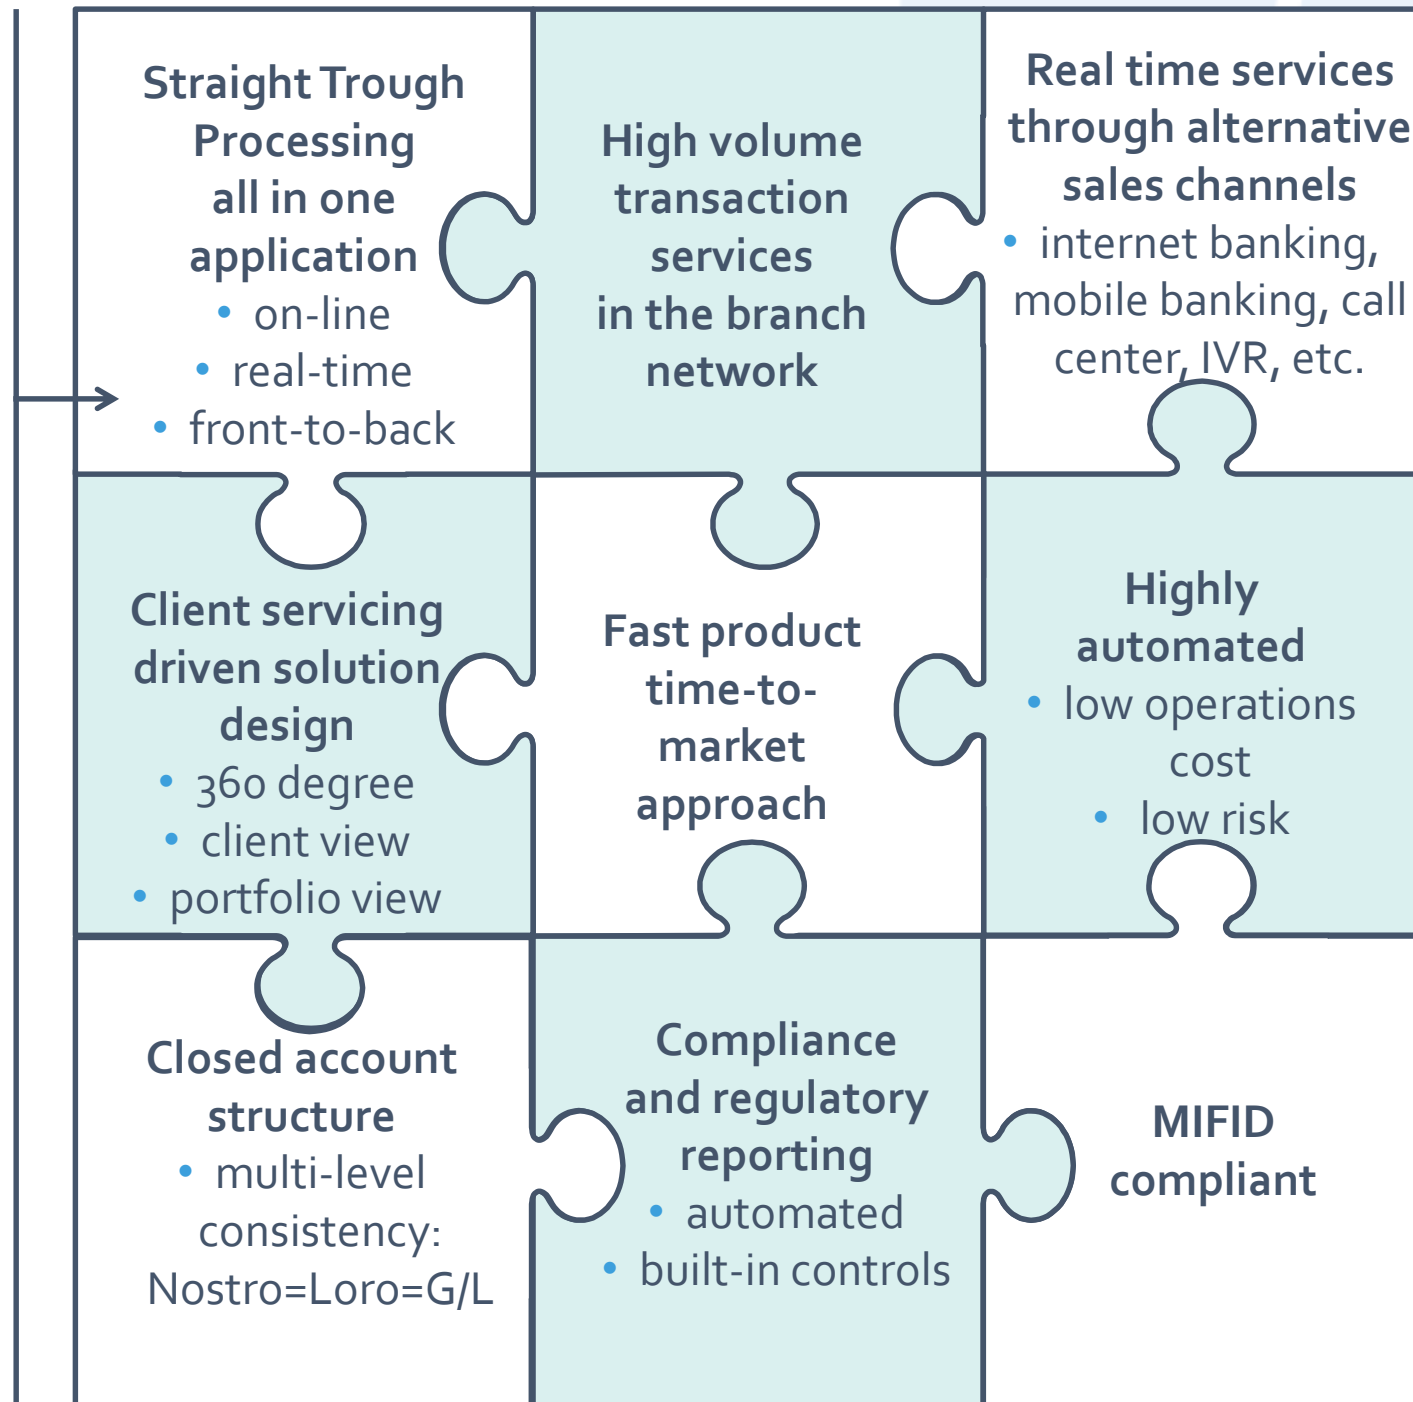 Straight Trough
Processing
all in one
application
• on-line
• real-time
• front-to-back
High volume
transaction
services
in the branch
network
Real time services
through alternative
sales channels
• internet banking,
mobile banking, call
center, IVR, etc.
Client servicing
driven solution
design
• 360 degree
• client view
• portfolio view
Fast product
time-to-
market
approach
Highly
automated
• low operations
cost
• low risk
Closed account
structure
• multi-level
consistency:
Nostro=Loro=G/L
Compliance
and regulatory
reporting
• automated
• built-in controls
MIFID
compliant